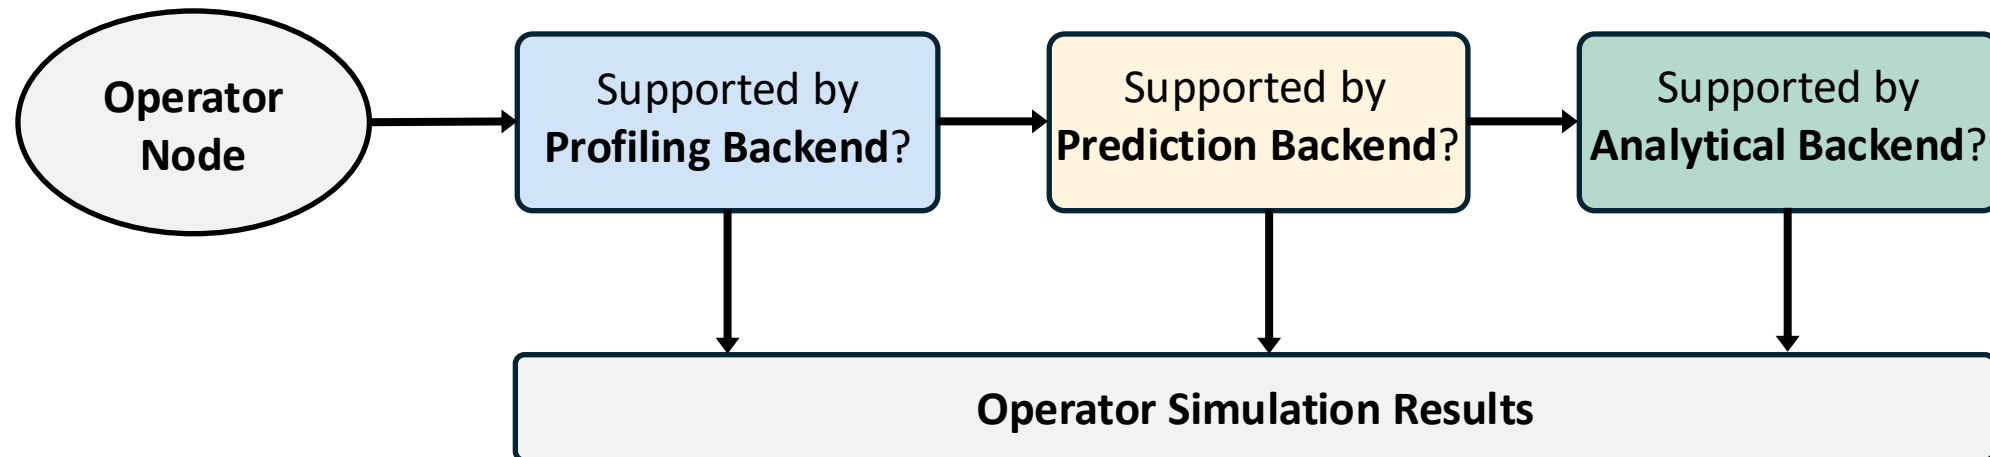 Operator
Node
Supported by
Profiling Backend?
Supported by
Prediction Backend?
Supported by
Analytical Backend?
Operator Simulation Results